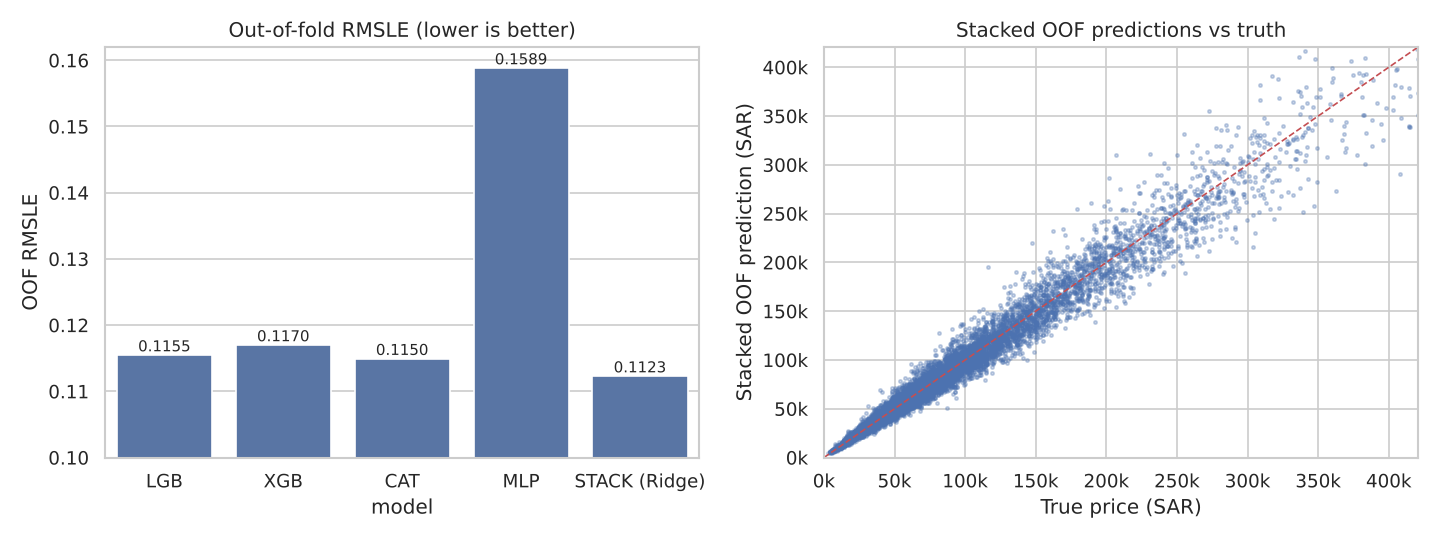 Out-of-fold RMSLE (lower is better)
OOF RMSLE
0.16
0.15
0.14
0.13
0.12
0.11
0.10
0.1155
0.1170
0.1150
0.1589
0.1123
LGB
XGB
CAT
MLP
STACK (Ridge)
model
Stacked OOF predictions vs truth
Stacked OOF prediction (SAR)
400k
350k
300k
250k
200k
150k
100k
50k
0k
0k
50k
100k
150k
200k
250k
300k
350k
400k
True price (SAR)